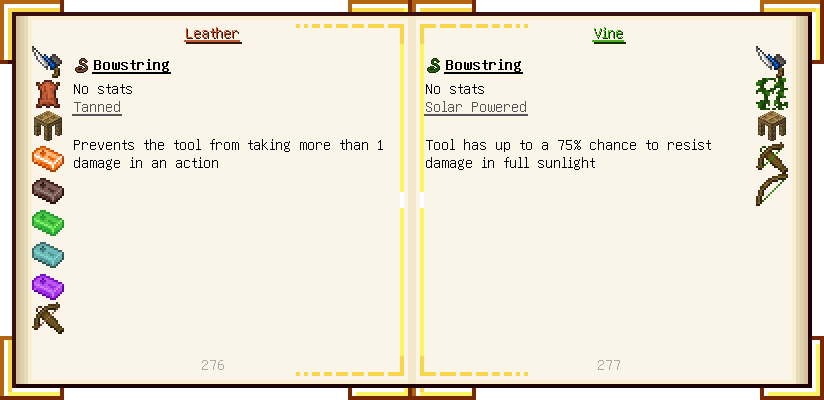 Leather
Bowstring
No stats
Tanned
Prevents the tool from taking more than 1
damage in an action
276
Vine
Bowstring
No stats
Solar Powered
Tool has up to a 75% chance to resist
damage in full sunlight
277